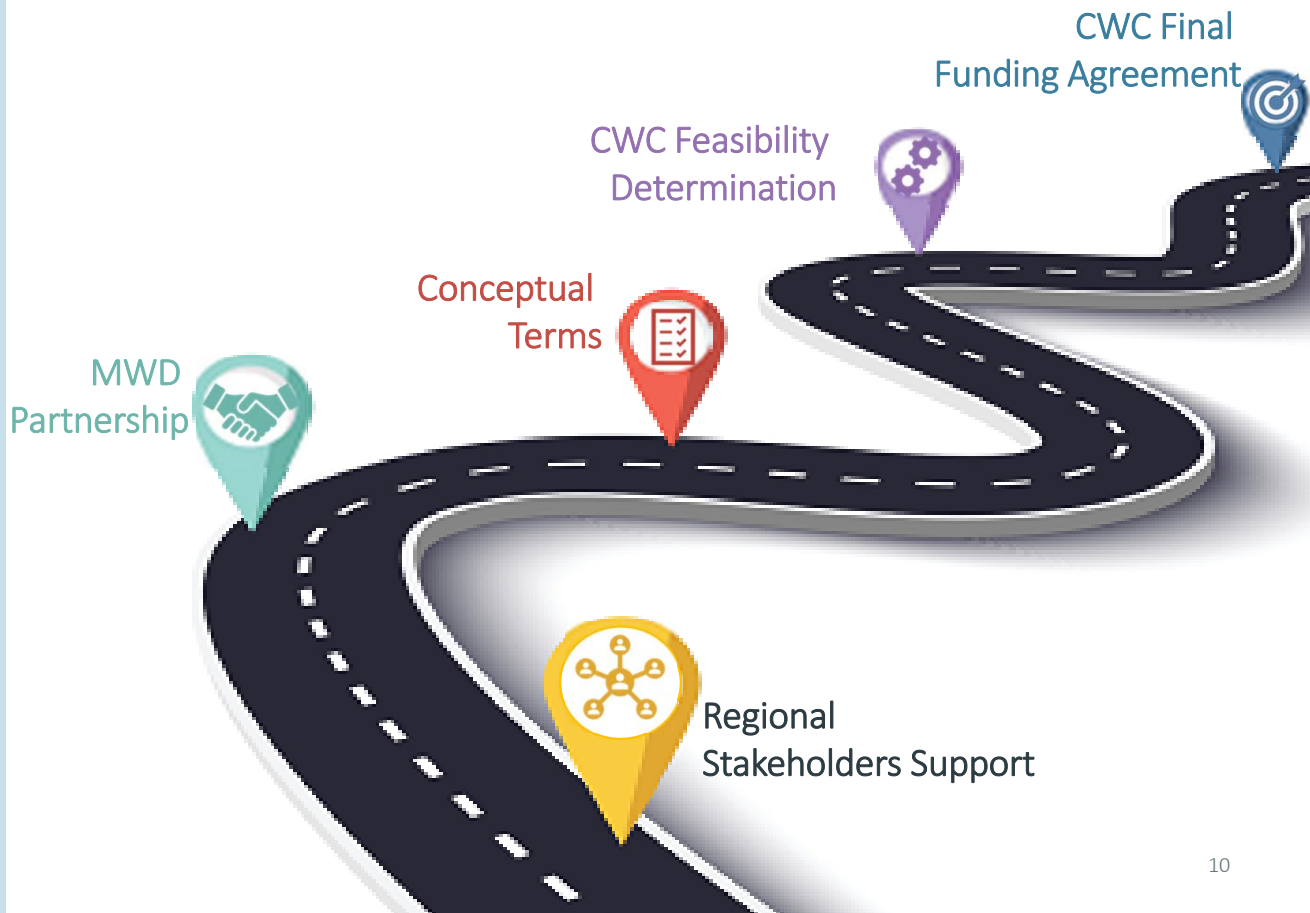 CWC Final
Funding Agreement
CWC Feasibility
Determination
Conceptual
Terms
MWD
Partnership
Regional
Stakeholders Support
10